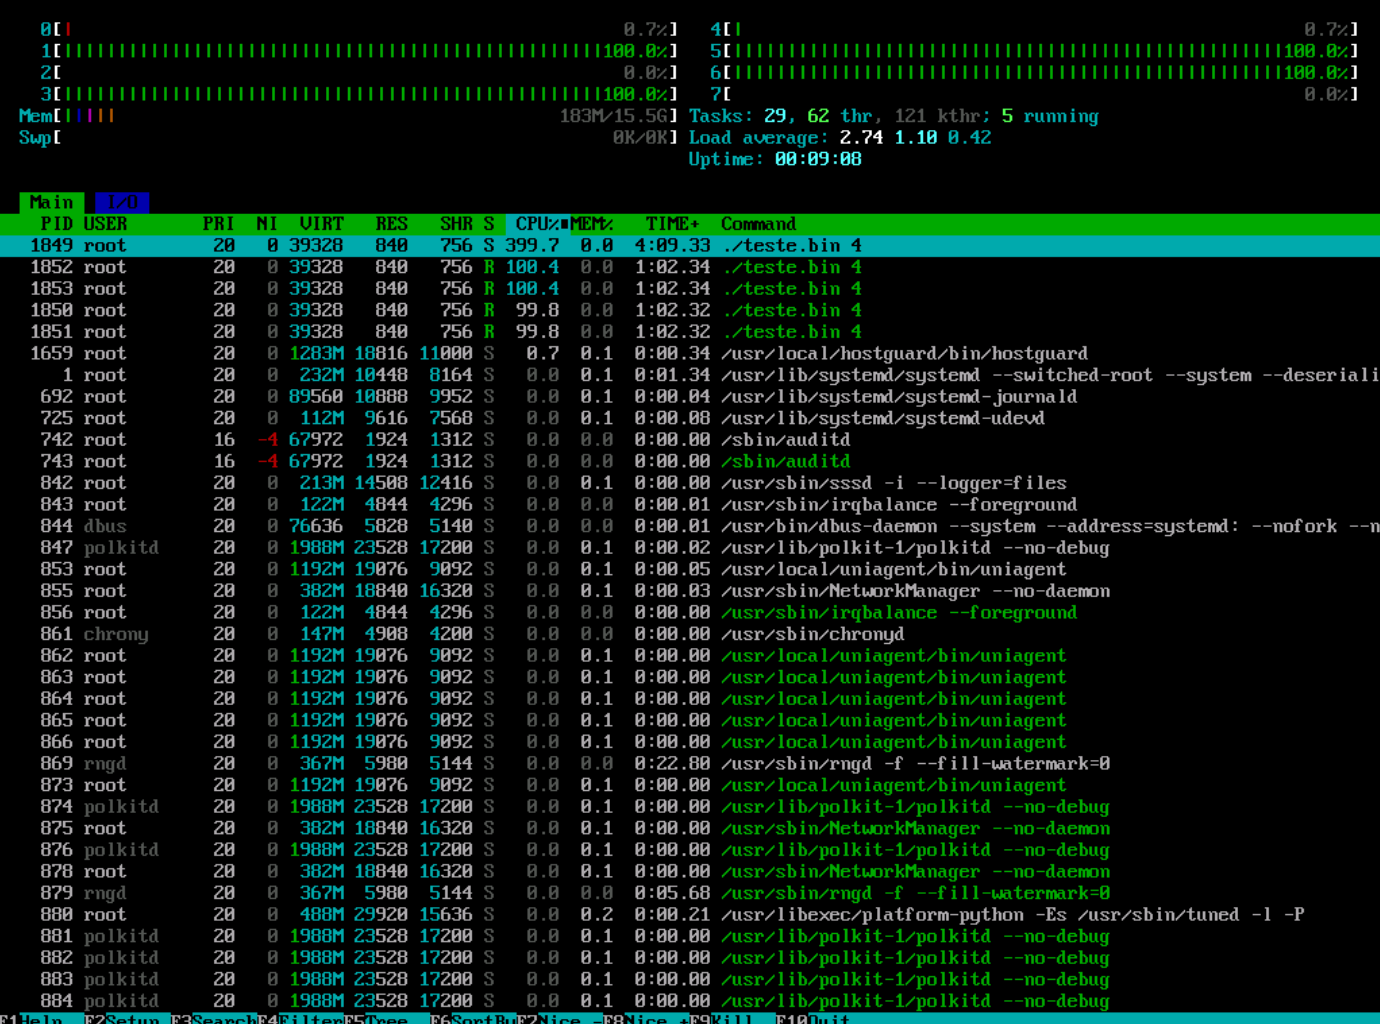 0[| 0.7%] 4[| 0.7%]
1[||||||||||||||||||||||||||||||||||||||||||||||||||100.0%] 5[||||||||||||||||||||||||||||||||||||||||||||||||||100.0%]
2[ 0.0%] 6[||||||||||||||||||||||||||||||||||||||||||||||||||100.0%]
3[||||||||||||||||||||||||||||||||||||||||||||||||||100.0%] 7[ 0.0%]
Mem[||||| 183M/15.5G] Tasks: 29, 62 thr, 121 kthr; 5 running
Swp[ 0K/0K] Load average: 2.74 1.10 0.42
Uptime: 00:09:08
Main I/O
PID USER PRI NI VIRT RES SHR S CPU% MEM% TIME+ Command
1849 root 20 0 39328 840 756 S 399.7 0.0 4:09.33 ./teste.bin 4
1852 root 20 0 39328 840 756 R 100.4 0.0 1:02.34 ./teste.bin 4
1853 root 20 0 39328 840 756 R 100.4 0.0 1:02.34 ./teste.bin 4
1850 root 20 0 39328 840 756 R 99.8 0.0 1:02.32 ./teste.bin 4
1851 root 20 0 39328 840 756 R 99.8 0.0 1:02.32 ./teste.bin 4
1659 root 20 0 1283M 18816 11000 S 0.7 0.1 0:00.34 /usr/local/hostguard/bin/hostguard
1 root 20 0 232M 10448 8164 S 0.0 0.1 0:01.34 /usr/lib/systemd/systemd --switched-root --system --deseriali
692 root 20 0 89560 10888 9952 S 0.0 0.1 0:00.04 /usr/lib/systemd/systemd-journald
725 root 20 0 112M 9616 7568 S 0.0 0.1 0:00.08 /usr/lib/systemd/systemd-udevd
742 root 16 -4 67972 1924 1312 S 0.0 0.0 0:00.00 /sbin/auditd
743 root 16 -4 67972 1924 1312 S 0.0 0.0 0:00.00 /sbin/auditd
842 root 20 0 213M 14508 12416 S 0.0 0.1 0:00.00 /usr/sbin/sssd -i --logger=files
843 root 20 0 122M 4844 4296 S 0.0 0.0 0:00.01 /usr/sbin/irqbalance --foreground
844 dbus 20 0 76636 5828 5140 S 0.0 0.0 0:00.01 /usr/bin/dbus-daemon --system --address=systemd: --nofork --n
847 polkitd 20 0 1988M 23528 17200 S 0.0 0.1 0:00.02 /usr/lib/polkit-1/polkitd --no-debug
853 root 20 0 1192M 19076 9092 S 0.0 0.1 0:00.05 /usr/local/uniagent/bin/uniagent
855 root 20 0 382M 18840 16320 S 0.0 0.1 0:00.03 /usr/sbin/NetworkManager --no-daemon
856 root 20 0 122M 4844 4296 S 0.0 0.0 0:00.00 /usr/sbin/irqbalance --foreground
861 chrony 20 0 147M 4908 4200 S 0.0 0.0 0:00.00 /usr/sbin/chronyd
862 root 20 0 1192M 19076 9092 S 0.0 0.1 0:00.00 /usr/local/uniagent/bin/uniagent
863 root 20 0 1192M 19076 9092 S 0.0 0.1 0:00.00 /usr/local/uniagent/bin/uniagent
864 root 20 0 1192M 19076 9092 S 0.0 0.1 0:00.00 /usr/local/uniagent/bin/uniagent
865 root 20 0 1192M 19076 9092 S 0.0 0.1 0:00.00 /usr/local/uniagent/bin/uniagent
866 root 20 0 1192M 19076 9092 S 0.0 0.1 0:00.00 /usr/local/uniagent/bin/uniagent
869 rngd 20 0 367M 5980 5144 S 0.0 0.0 0:22.80 /usr/sbin/rngd -f --fill-watermark=0
873 root 20 0 1192M 19076 9092 S 0.0 0.1 0:00.00 /usr/local/uniagent/bin/uniagent
874 polkitd 20 0 1988M 23528 17200 S 0.0 0.1 0:00.00 /usr/lib/polkit-1/polkitd --no-debug
875 root 20 0 382M 18840 16320 S 0.0 0.1 0:00.00 /usr/sbin/NetworkManager --no-daemon
876 polkitd 20 0 1988M 23528 17200 S 0.0 0.1 0:00.00 /usr/lib/polkit-1/polkitd --no-debug
878 root 20 0 382M 18840 16320 S 0.0 0.1 0:00.00 /usr/sbin/NetworkManager --no-daemon
879 rngd 20 0 367M 5980 5144 S 0.0 0.0 0:05.68 /usr/sbin/rngd -f --fill-watermark=0
880 root 20 0 488M 29920 15636 S 0.0 0.2 0:00.21 /usr/libexec/platform-python -Es /usr/sbin/tuned -l -P
881 polkitd 20 0 1988M 23528 17200 S 0.0 0.1 0:00.00 /usr/lib/polkit-1/polkitd --no-debug
882 polkitd 20 0 1988M 23528 17200 S 0.0 0.1 0:00.00 /usr/lib/polkit-1/polkitd --no-debug
883 polkitd 20 0 1988M 23528 17200 S 0.0 0.1 0:00.00 /usr/lib/polkit-1/polkitd --no-debug
884 polkitd 20 0 1988M 23528 17200 S 0.0 0.1 0:00.00 /usr/lib/polkit-1/polkitd --no-debug
F1Help F2Setup F3SearchF4FilterF5Tree F6SortByF7Nice -F8Nice +F9Kill F10Quit